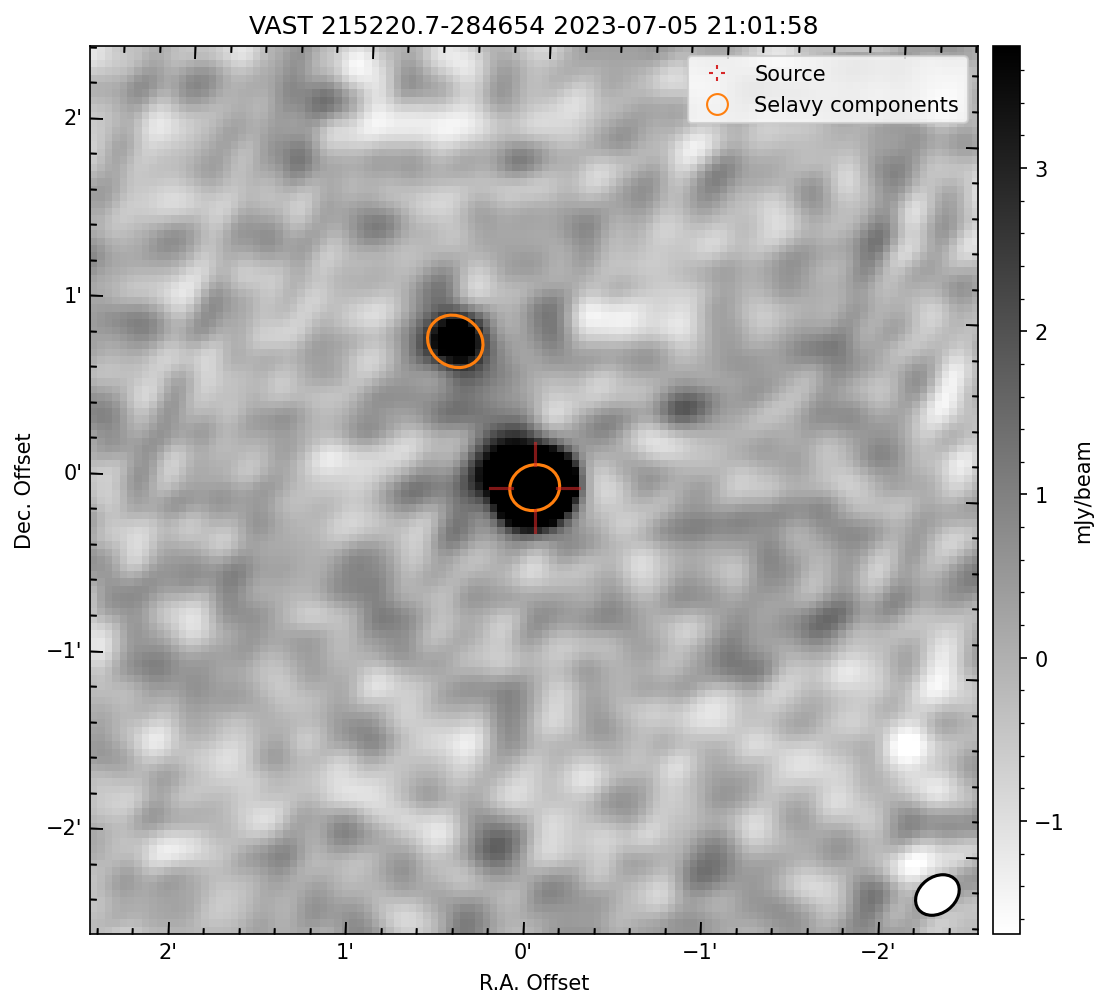 VAST 215220.7-284654 2023-07-05 21:01:58
Source
Selavy components
2'
1'
0'
−1'
−2'
Dec. Offset
2'
1'
0'
−1'
−2'
R.A. Offset
3
2
1
0
−1
mJy/beam